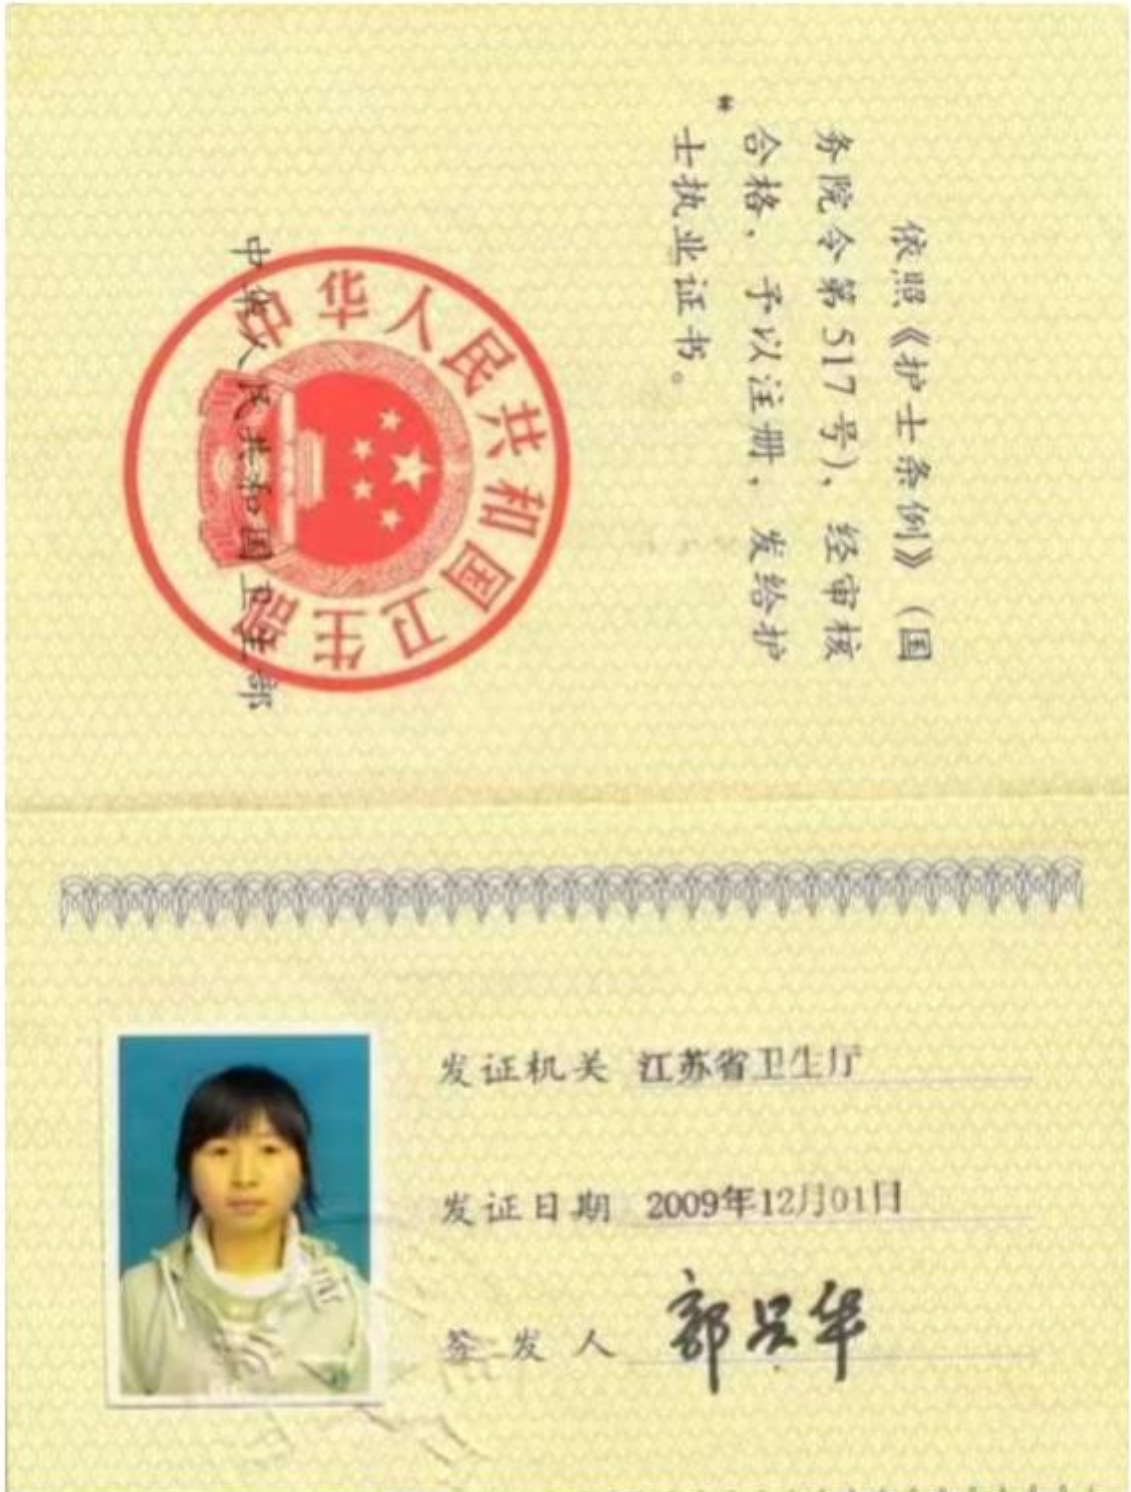 依照《护士条例》（国
务院令第517号），经审核
合格，予以注册，发给护
士执业证书。
中华人民共和国卫生部
中华人民共和国卫生部
发证机关 江苏省卫生厅
发证日期 2009年12月01日
签发人